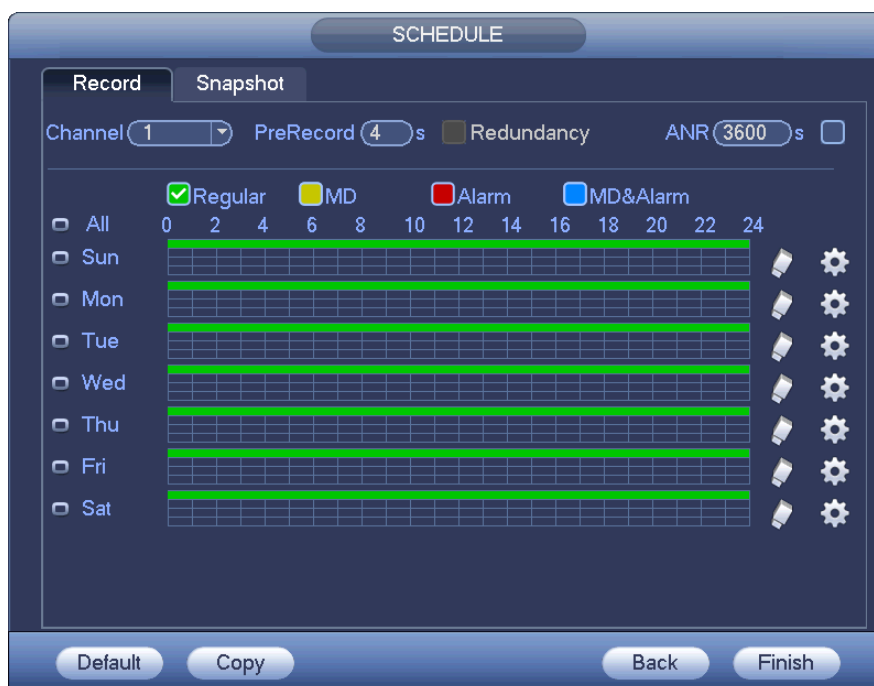 SCHEDULE
Record Snapshot
Channel 1 PreRecord 4 s Redundancy ANR 3600 s
Regular MD Alarm MD&Alarm
All 0 2 4 6 8 10 12 14 16 18 20 22 24
Sun
Mon
Tue
Wed
Thu
Fri
Sat
Default Copy Back Finish